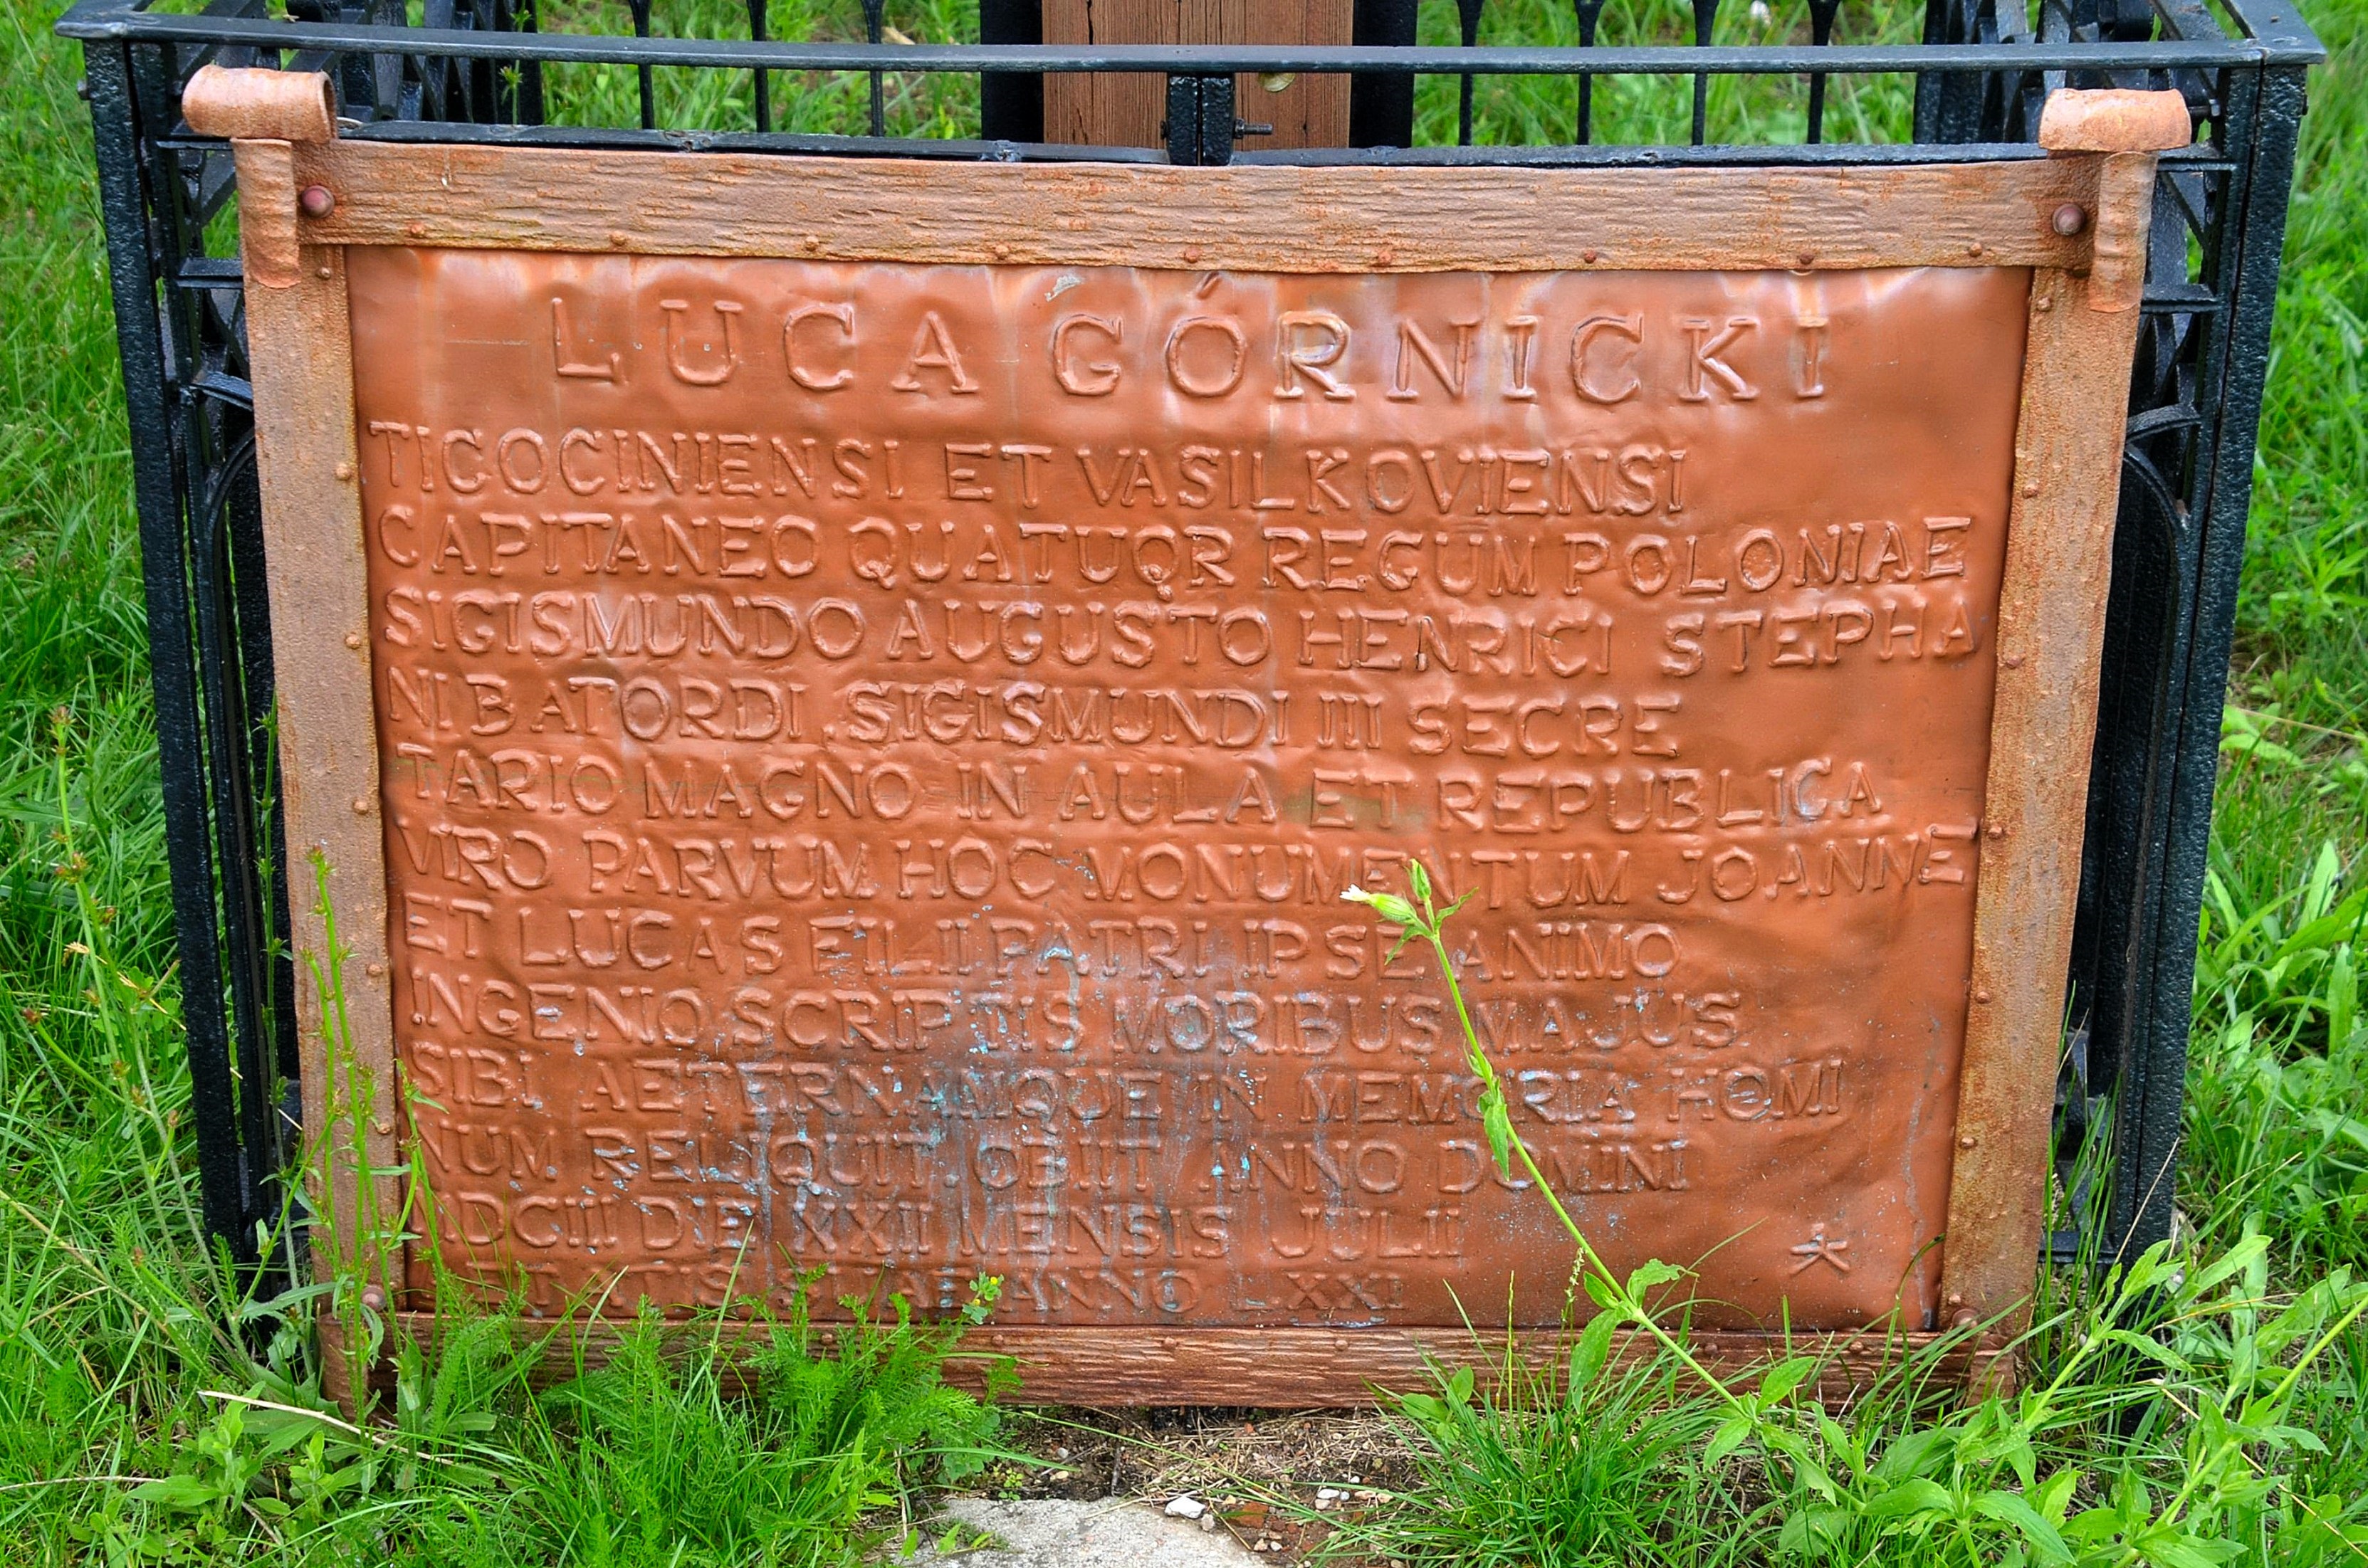 LUCA GÓRNICKI
TICOCINIENSI ET VASILKOVIENSI
CAPITANEO QUATUQR REGUM POLONIAE
SIGISMUNDO AUGUSTO HENRICI STEPHA
NI BATORDI .SIGISMUNDI III SECRE
TARIO MAGNO IN AULA ET REPUBLICA
VIRO PARVUM HOC MONUMENTUM JOANNE
ET LUCAS FILII PATRI IPSE ANIMO
INGENIO SCRIPTIS MORIBUS MAJUS
SIBI AETERNAMQUE IN MEMORIA HOMI
NUM RELIQUIT. OBIIT ANNO DOMINI
MDCIII DIE XXII MENSIS JULII
SUAE ANNO LXXI